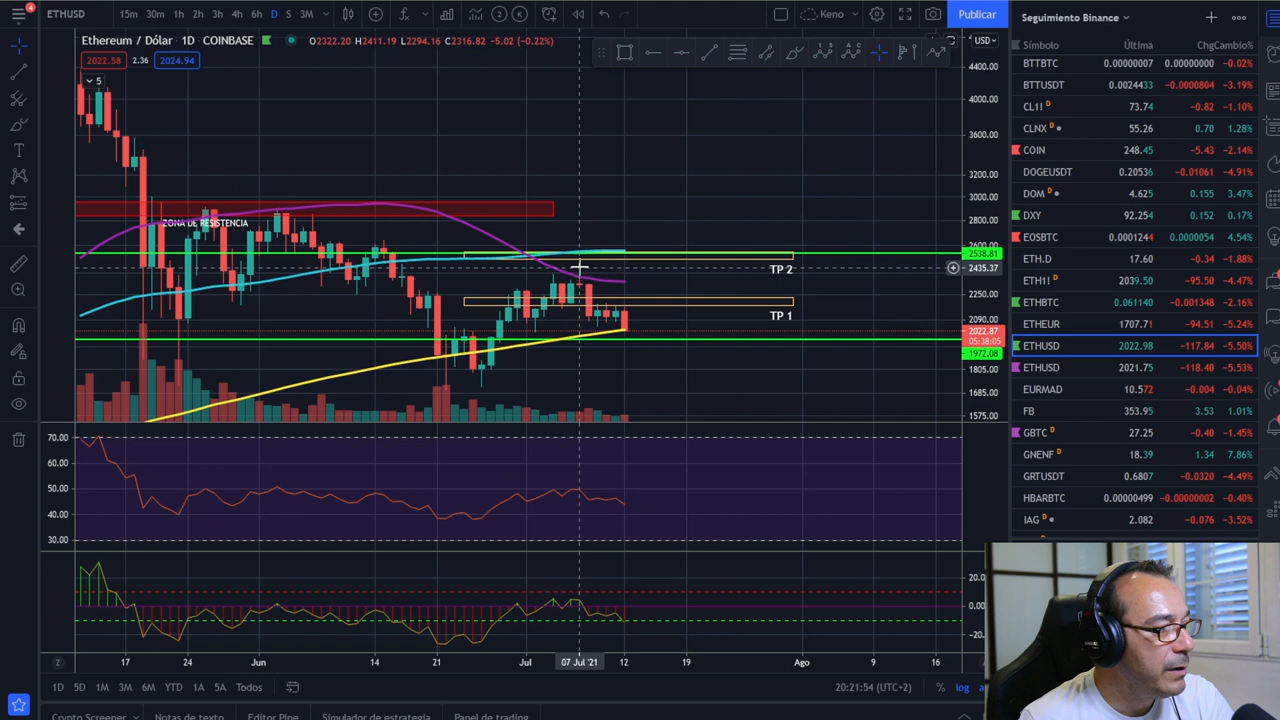 4
ETHUSD
15m 30m 1h 2h 3h 4h 6h D S 3M
Keno
Publicar
Ethereum / Dólar · 1D · COINBASE
O2322.20 H2411.19 L2294.16 C2316.82 −5.02 (−0.22%)
2022.58 2.36 2024.94
5
USD
4400.00
4000.00
3600.00
3200.00
3000.00
2800.00
2600.00
2538.81
2435.37
2250.00
2090.00
2022.87
05:38:05
1972.08
1805.00
1685.00
1575.00
ZONA DE RESISTENCIA
TP 2
TP 1
70.00
60.00
50.00
40.00
30.00
20.00
0.00
−20.
17 24 Jun 14 21 Jul 07 Jul '21 12 19 Ago 9 16
1D 5D 1M 3M 6M YTD 1A 5A Todos
20:21:54 (UTC+2)
% log
Crypto Screener Notas de texto Editor Pine Simulador de estrategia Panel de trading
Seguimiento Binance
Símbolo Última Chg Cambio%
BTTBTC 0.00000007 0.00000000 −0.02%
BTTUSDT 0.0024433 −0.0000804 −3.19%
CL1! D 73.74 −0.82 −1.10%
CLNX D 55.26 0.70 1.28%
COIN 248.45 −5.43 −2.14%
DOGEUSDT 0.20536 −0.01061 −4.91%
DOM D 4.625 0.155 3.47%
DXY 92.254 0.152 0.17%
EOSBTC 0.0001244 0.0000054 4.54%
ETH.D 17.60 −0.34 −1.88%
ETH1! D 2039.50 −95.50 −4.47%
ETHBTC 0.061140 −0.001348 −2.16%
ETHEUR 1707.71 −94.51 −5.24%
ETHUSD 2022.98 −117.84 −5.50%
ETHUSD 2021.75 −118.40 −5.53%
EURMAD 10.572 −0.004 −0.04%
FB 353.95 3.53 1.01%
GBTC D 27.25 −0.40 −1.45%
GNENF D 18.39 1.34 7.86%
GRTUSDT 0.6807 −0.0320 −4.49%
HBARBTC 0.00000499 −0.00000002 −0.40%
IAG D 2.082 −0.076 −3.52%